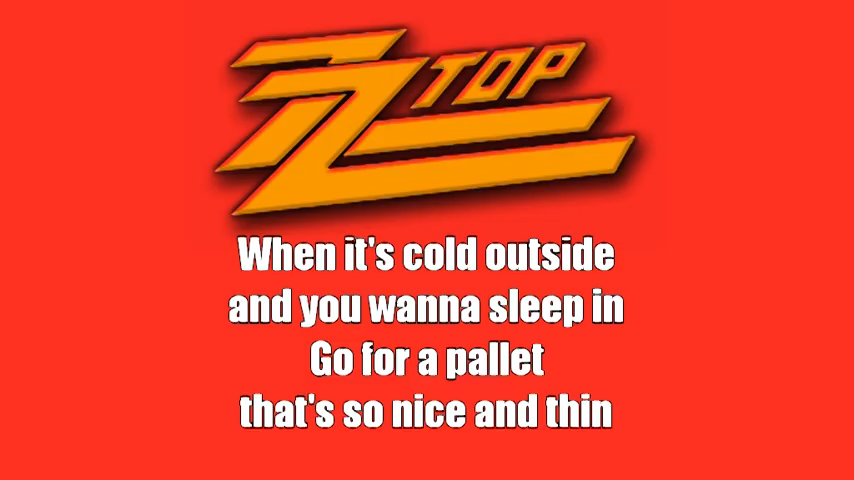 ZZ TOP
When it's cold outside
and you wanna sleep in
Go for a pallet
that's so nice and thin